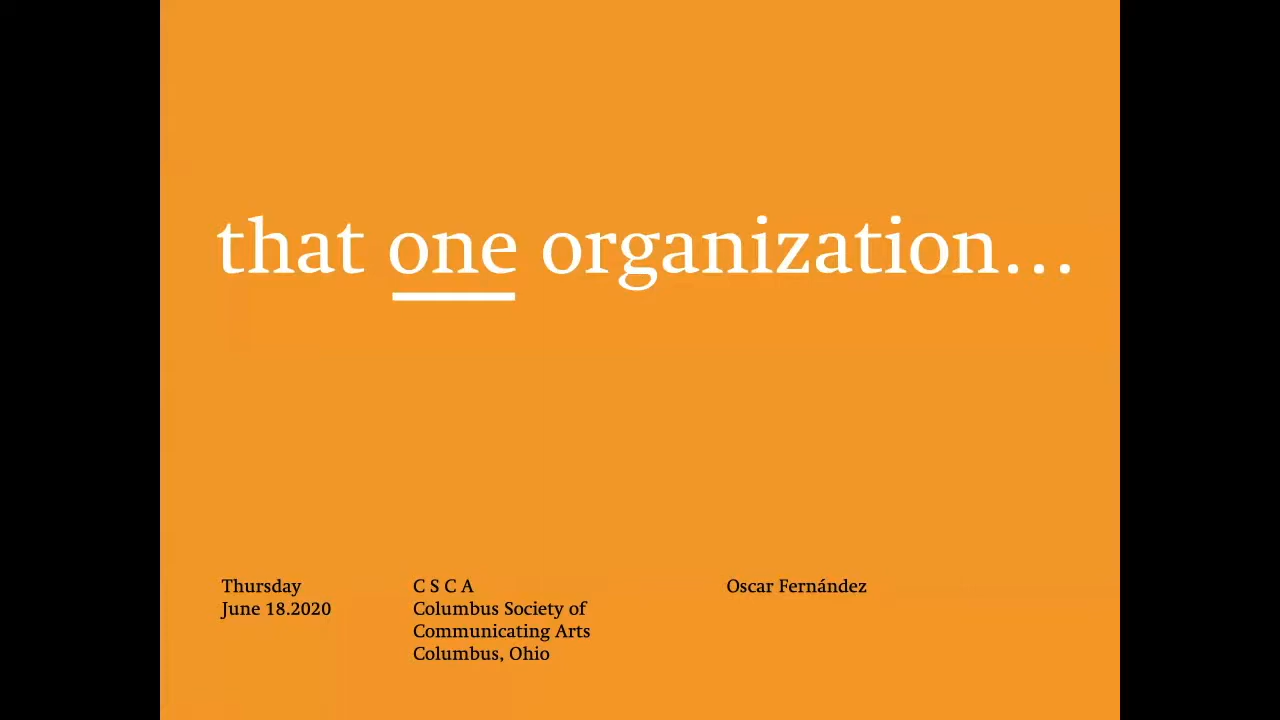 that one organization...
Thursday
June 18.2020
C S C A
Columbus Society of
Communicating Arts
Columbus, Ohio
Oscar Fernández